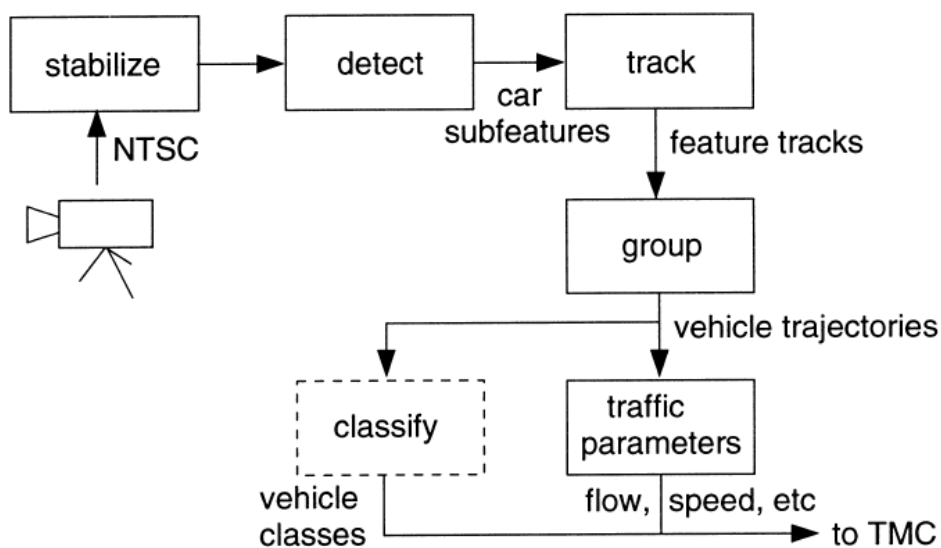 stabilize
detect
track
NTSC
car
subfeatures
feature tracks
group
vehicle trajectories
classify
traffic
parameters
vehicle
classes
flow, speed, etc
to TMC